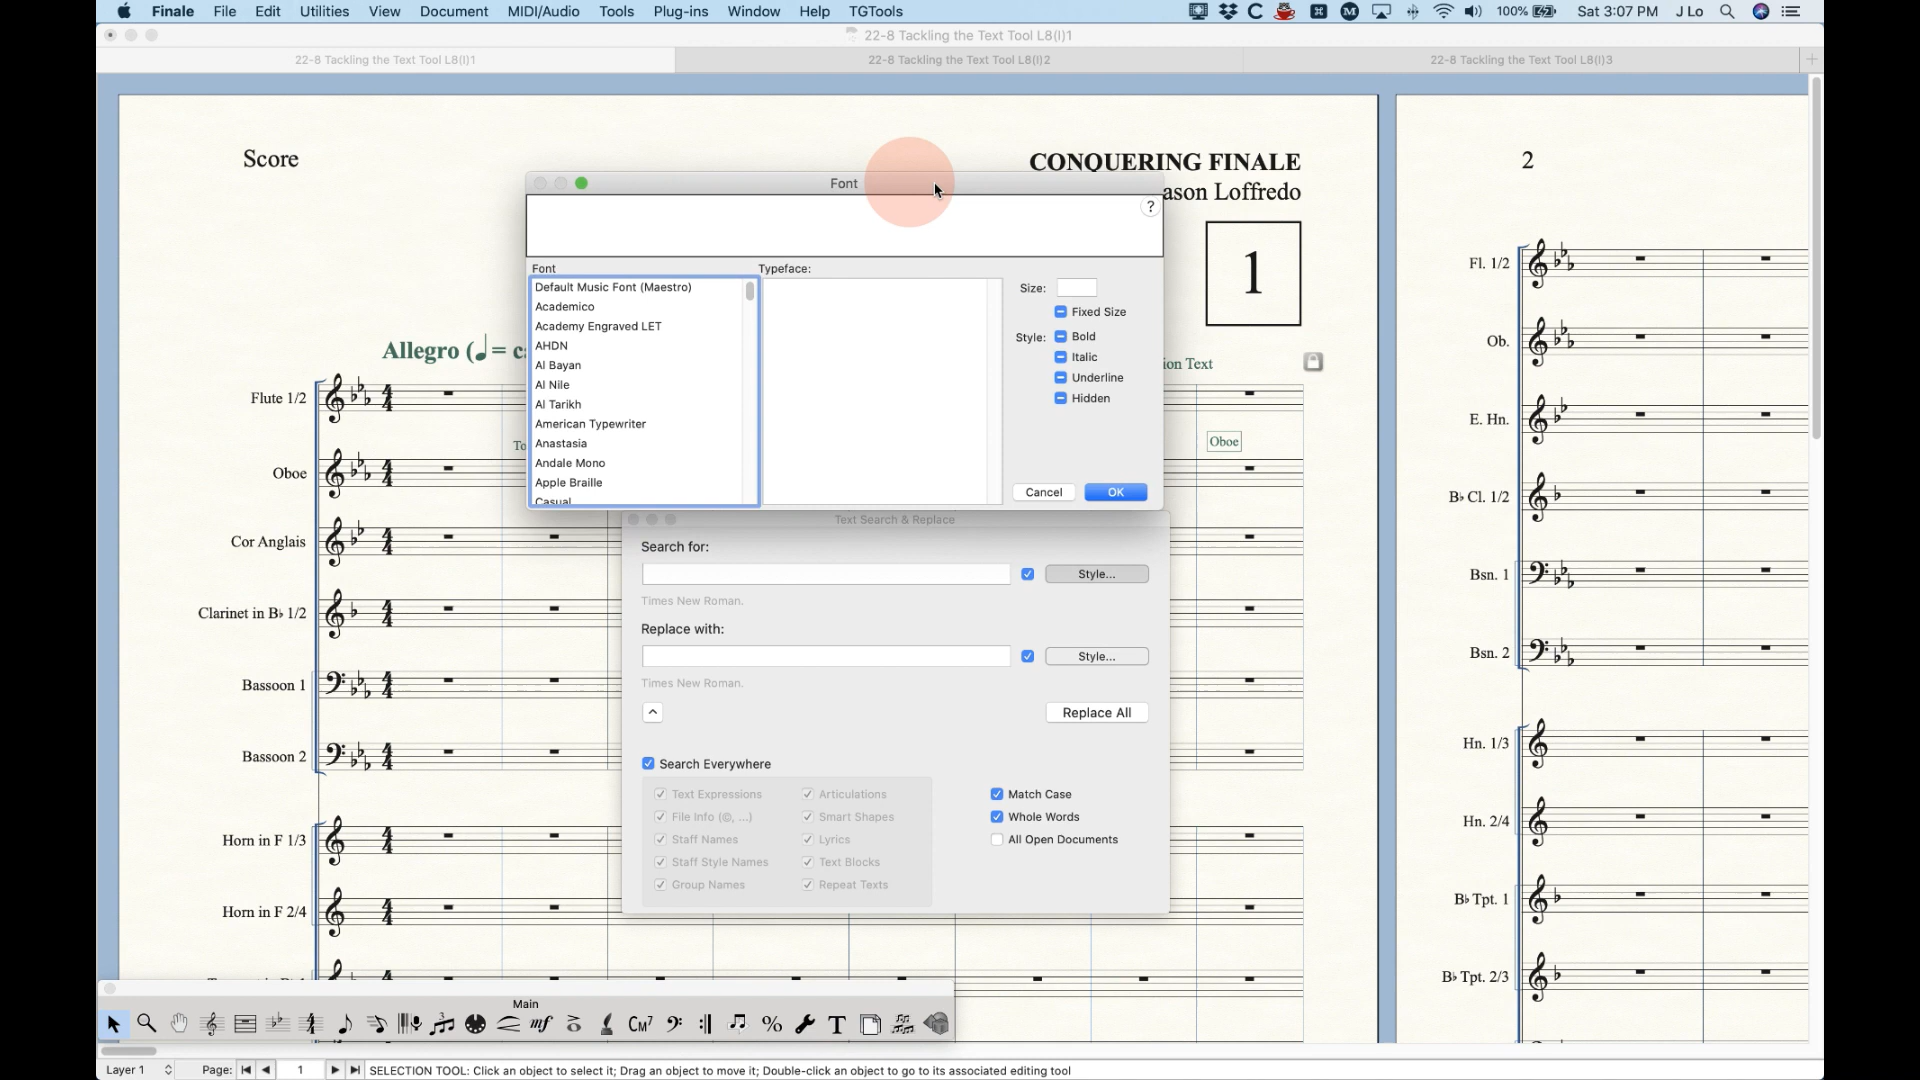 Finale File Edit Utilities View Document MIDI/Audio Tools Plug-ins Window Help TGTools 100% Sat 3:07 PM J Lo
22-8 Tackling the Text Tool L8(I)1
22-8 Tackling the Text Tool L8(I)1 22-8 Tackling the Text Tool L8(I)2 22-8 Tackling the Text Tool L8(I)3
Score
CONQUERING FINALE
ason Loffredo
1
2
Allegro ( = ca
ion Text
To
Oboe
Flute 1/2
Oboe
Cor Anglais
Clarinet in B♭ 1/2
Bassoon 1
Bassoon 2
Horn in F 1/3
Horn in F 2/4
Fl. 1/2
Ob.
E. Hn.
B♭ Cl. 1/2
Bsn. 1
Bsn. 2
Hn. 1/3
Hn. 2/4
B♭ Tpt. 1
B♭ Tpt. 2/3
Font
?
Font
Typeface:
Default Music Font (Maestro)
Academico
Academy Engraved LET
AHDN
Al Bayan
Al Nile
Al Tarikh
American Typewriter
Anastasia
Andale Mono
Apple Braille
Casual
Size:
Fixed Size
Style:
Bold
Italic
Underline
Hidden
Cancel
OK
Text Search & Replace
Search for:
Style...
Times New Roman.
Replace with:
Style...
Times New Roman.
Replace All
Search Everywhere
Text Expressions
File Info (©, ...)
Staff Names
Staff Style Names
Group Names
Articulations
Smart Shapes
Lyrics
Text Blocks
Repeat Texts
Match Case
Whole Words
All Open Documents
Main
mf CM7 % T
Layer 1 Page: 1 SELECTION TOOL: Click an object to select it; Drag an object to move it; Double-click an object to go to its associated editing tool